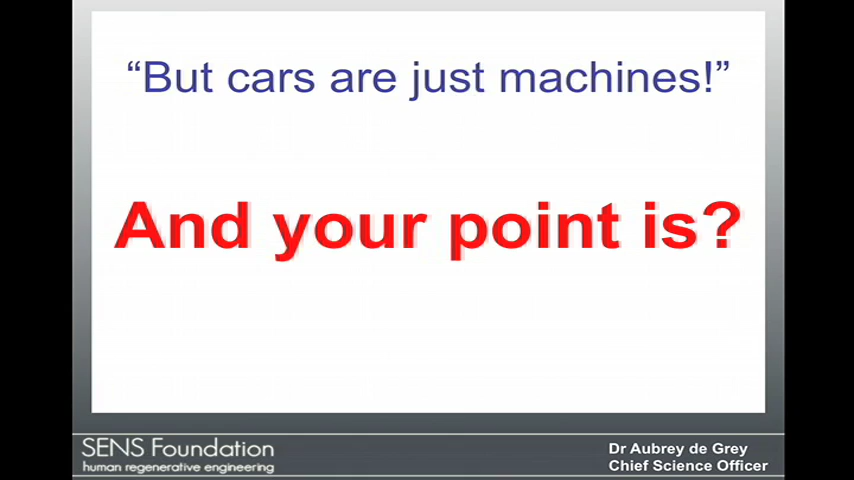 “But cars are just machines!”
And your point is?
SENS Foundation
human regenerative engineering
Dr Aubrey de Grey
Chief Science Officer